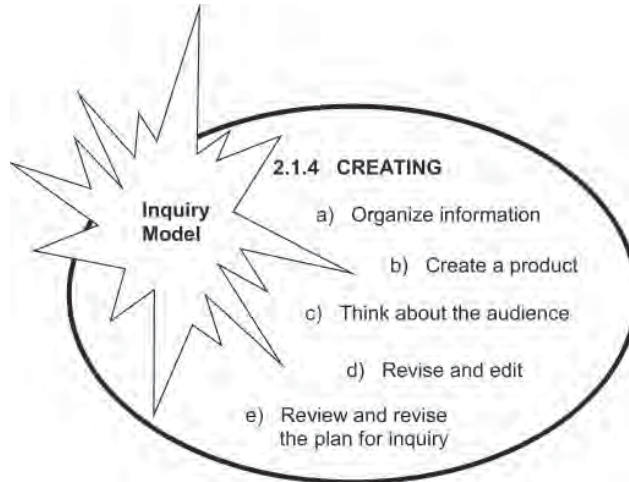 2.1.4 CREATING
Inquiry
Model
a) Organize information
b) Create a product
c) Think about the audience
d) Revise and edit
e) Review and revise
the plan for inquiry